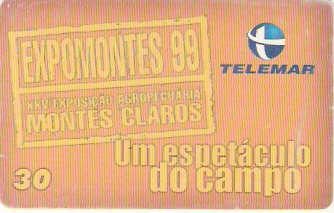 EXPOMONTES 99
XXV EXPOSIÇÃO AGROPECUÁRIA
MONTES CLAROS
TELEMAR
Um espetáculo
do campo
30